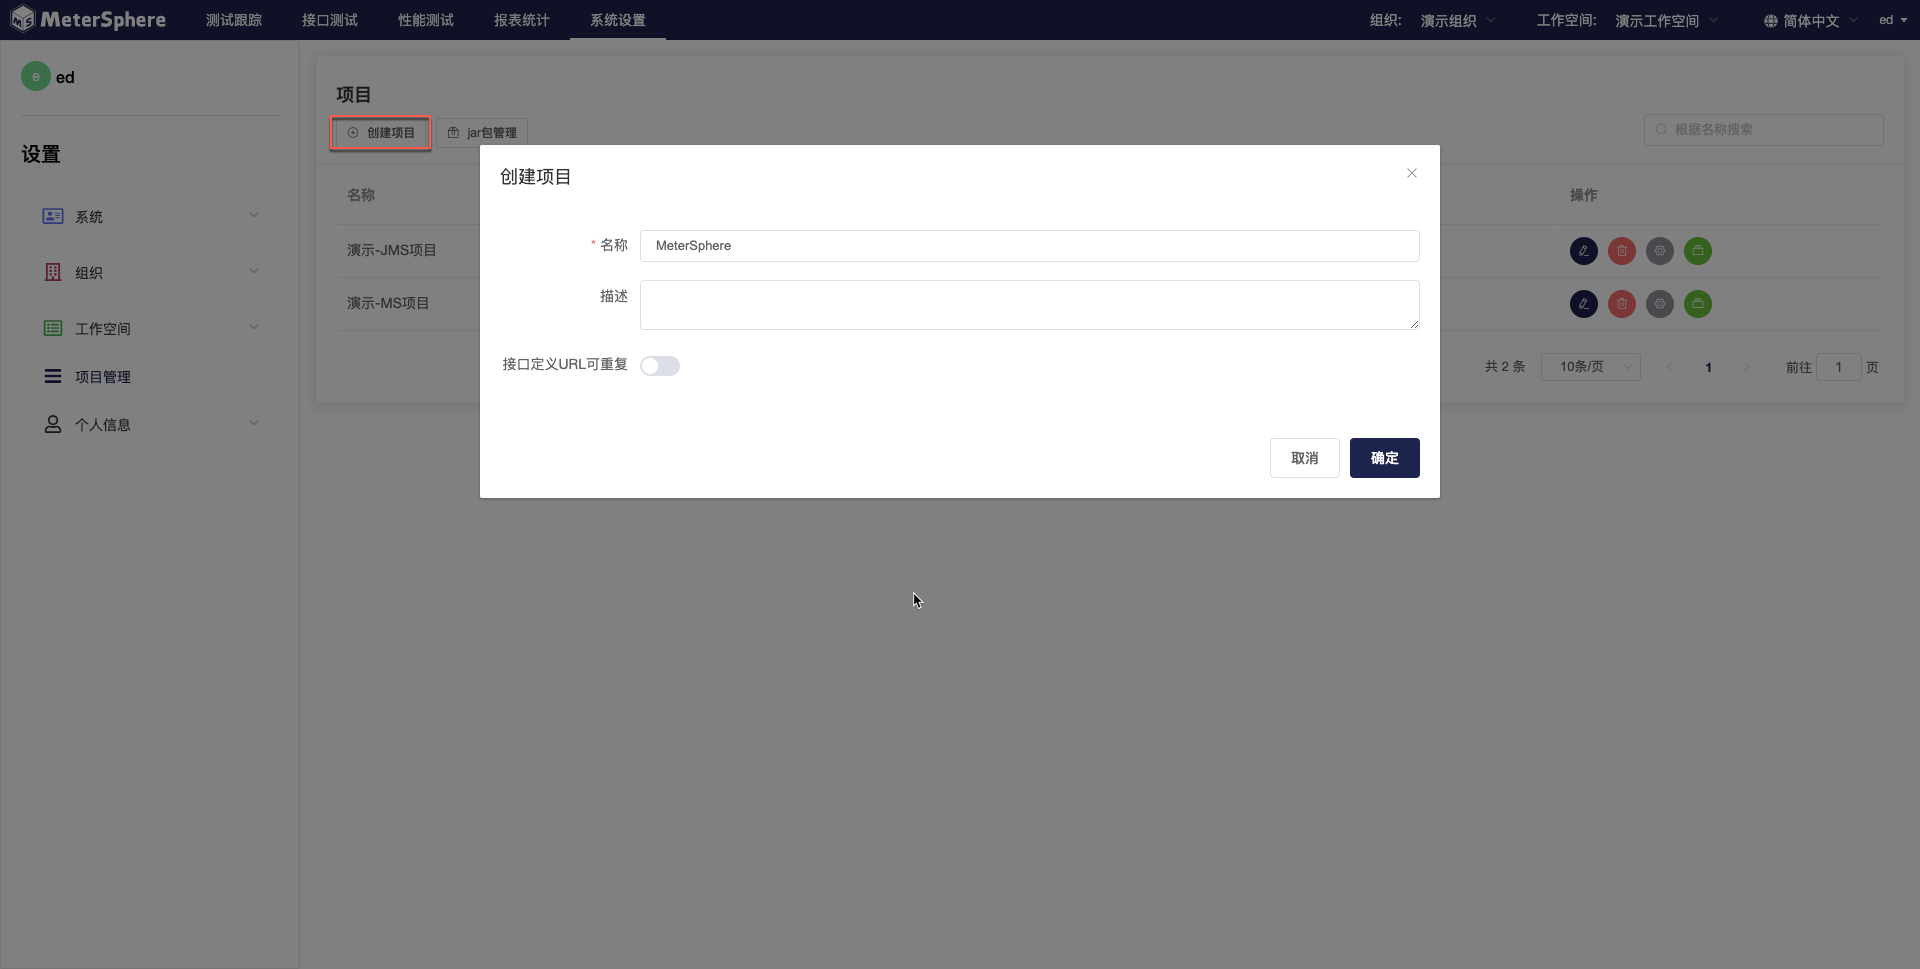 MeterSphere 测试跟踪 接口测试 性能测试 报表统计 系统设置 组织: 演示组织 工作空间: 演示工作空间 简体中文 ed
e ed
设置
系统
组织
工作空间
项目管理
个人信息
项目
创建项目 jar包管理 根据名称搜索
名称 操作
演示-JMS项目
演示-MS项目
共 2 条 10条/页 1 前往 1 页
创建项目
* 名称 MeterSphere
描述
接口定义URL可重复
取消 确定